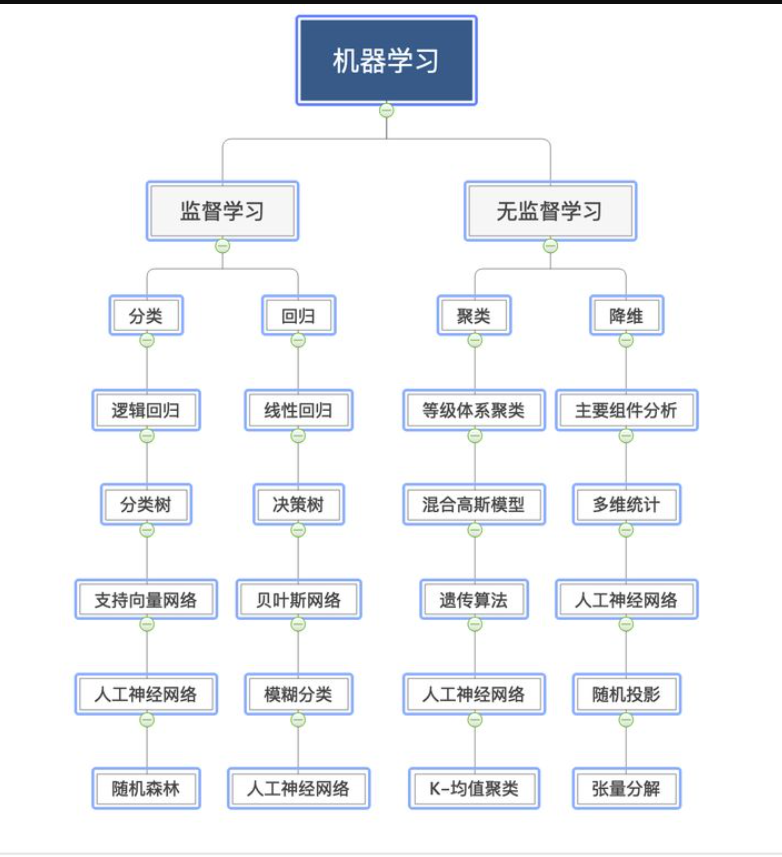 机器学习
监督学习
无监督学习
分类
回归
聚类
降维
逻辑回归
线性回归
等级体系聚类
主要组件分析
分类树
决策树
混合高斯模型
多维统计
支持向量网络
贝叶斯网络
遗传算法
人工神经网络
人工神经网络
模糊分类
人工神经网络
随机投影
随机森林
人工神经网络
K-均值聚类
张量分解